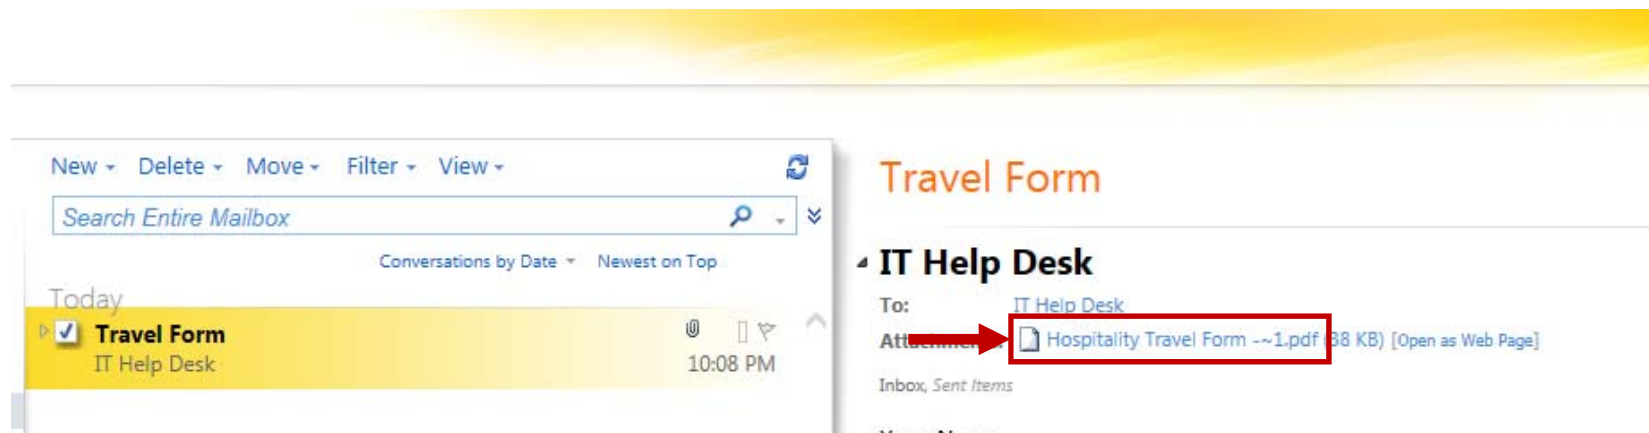 New Delete Move Filter View
Search Entire Mailbox
Conversations by Date Newest on Top
Today
Travel Form
IT Help Desk
10:08 PM
Travel Form
IT Help Desk
To: IT Help Desk
Hospitality Travel Form -~1.pdf (38 KB) [Open as Web Page]
Inbox, Sent Items